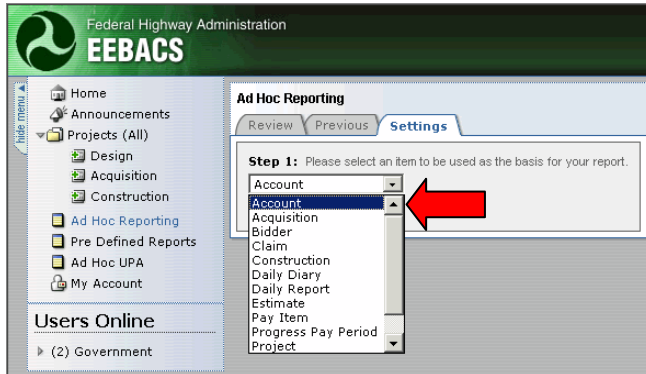 Federal Highway Administration
EEBACS
hide menu
Home
Announcements
Projects (All)
Design
Acquisition
Construction
Ad Hoc Reporting
Pre Defined Reports
Ad Hoc UPA
My Account
Users Online
(2) Government
Ad Hoc Reporting
Review Previous Settings
Step 1: Please select an item to be used as the basis for your report.
Account
Account
Acquisition
Bidder
Claim
Construction
Daily Diary
Daily Report
Estimate
Pay Item
Progress Pay Period
Project